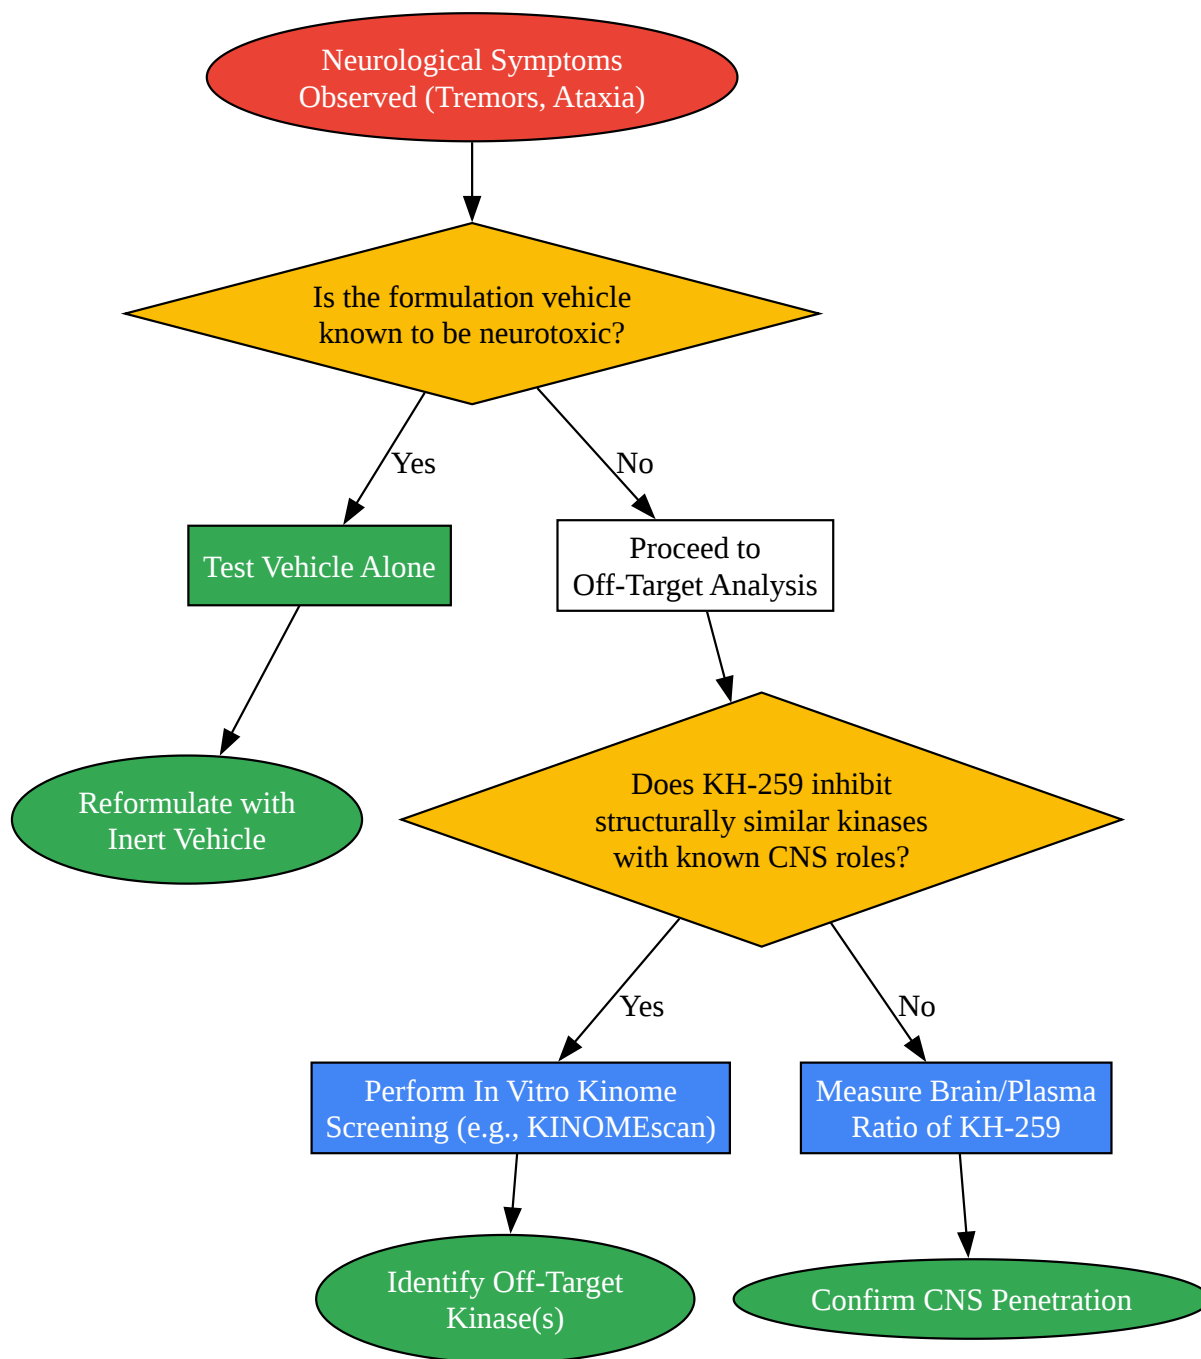 Neurological Symptoms
Observed (Tremors, Ataxia)
Is the formulation vehicle
known to be neurotoxic?
Yes
No
Test Vehicle Alone
Proceed to
Off-Target Analysis
Reformulate with
Inert Vehicle
Does KH-259 inhibit
structurally similar kinases
with known CNS roles?
Yes
No
Perform In Vitro Kinome
Screening (e.g., KINOMEscan)
Measure Brain/Plasma
Ratio of KH-259
Identify Off-Target
Kinase(s)
Confirm CNS Penetration